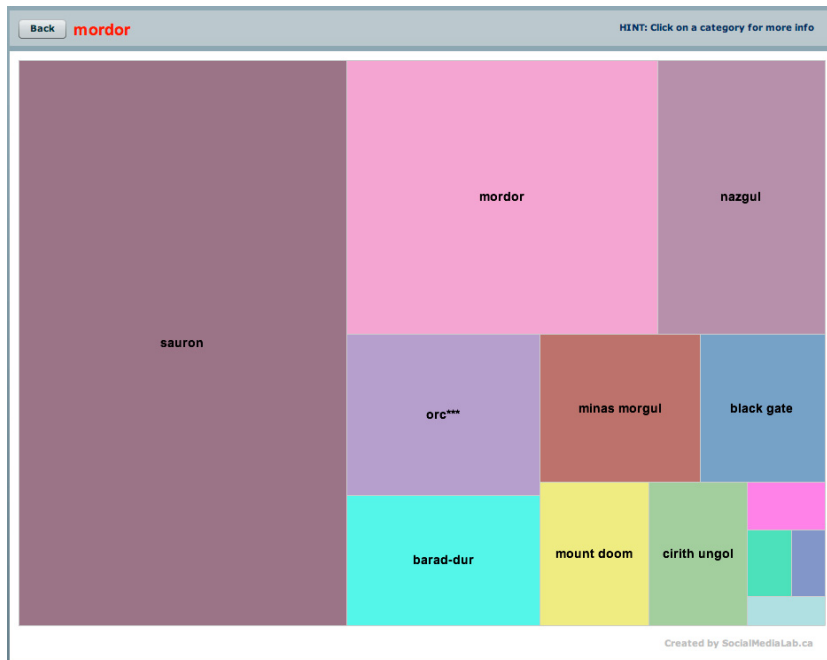 Back
mordor
HINT: Click on a category for more info
mordor
nazgul
sauron
orc***
minas morgul
black gate
barad-dur
mount doom
cirith ungol
Created by SocialMediaLab.ca